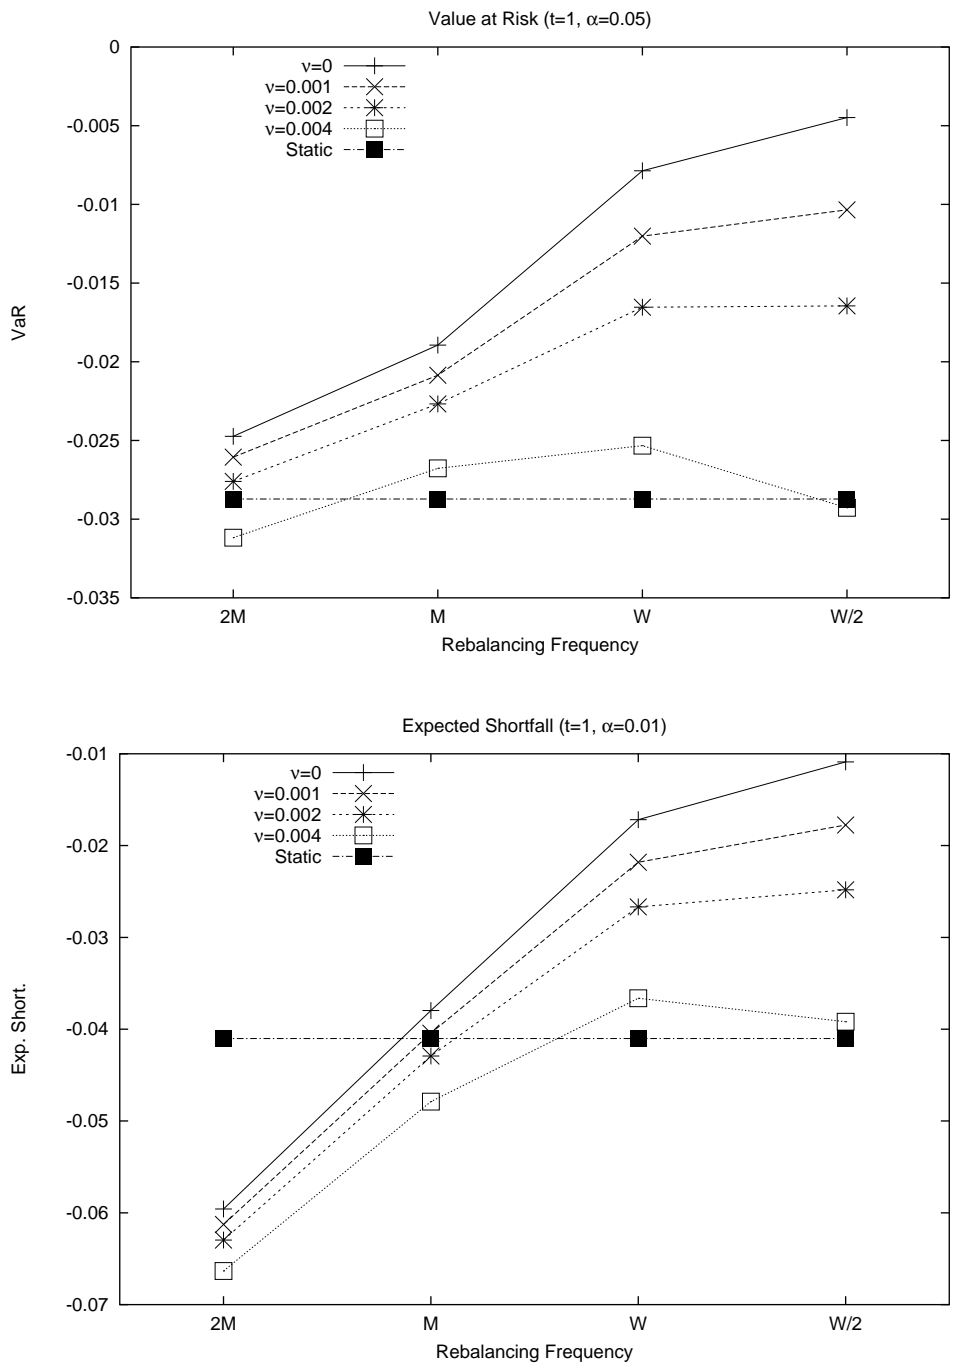 Value at Risk (t=1, α=0.05)
0
-0.005
-0.01
-0.015
-0.02
-0.025
-0.03
-0.035
VaR
ν=0
ν=0.001
ν=0.002
ν=0.004
Static
2M M W W/2
Rebalancing Frequency
Expected Shortfall (t=1, α=0.01)
-0.01
-0.02
-0.03
-0.04
-0.05
-0.06
-0.07
Exp. Short.
ν=0
ν=0.001
ν=0.002
ν=0.004
Static
2M M W W/2
Rebalancing Frequency